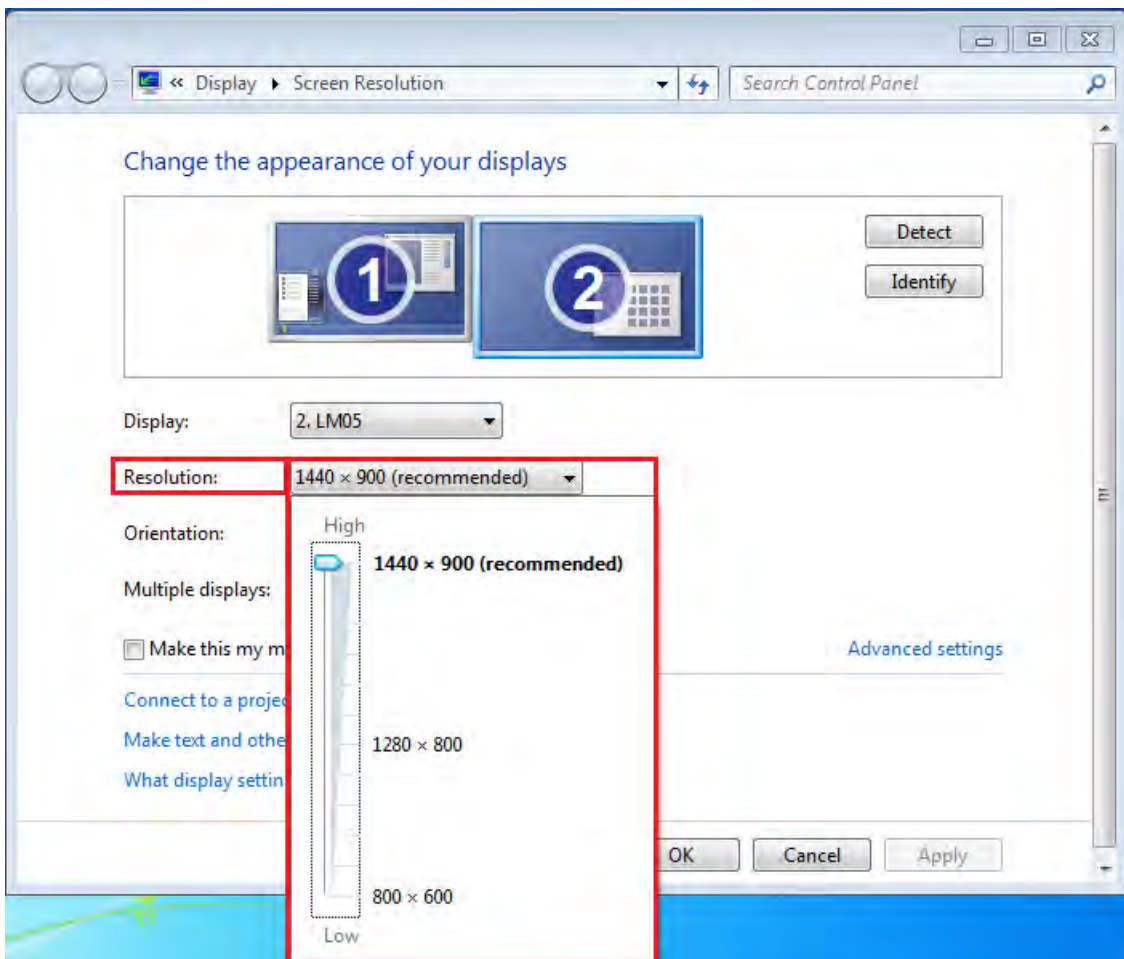 « Display ▸ Screen Resolution
Search Control Panel
Change the appearance of your displays
1
2
Detect
Identify
Display:
2. LM05
Resolution:
1440 × 900 (recommended)
Orientation:
High
1440 × 900 (recommended)
Multiple displays:
Make this my m
Advanced settings
Connect to a projec
Make text and othe
1280 × 800
What display settin
OK
Cancel
Apply
800 × 600
Low